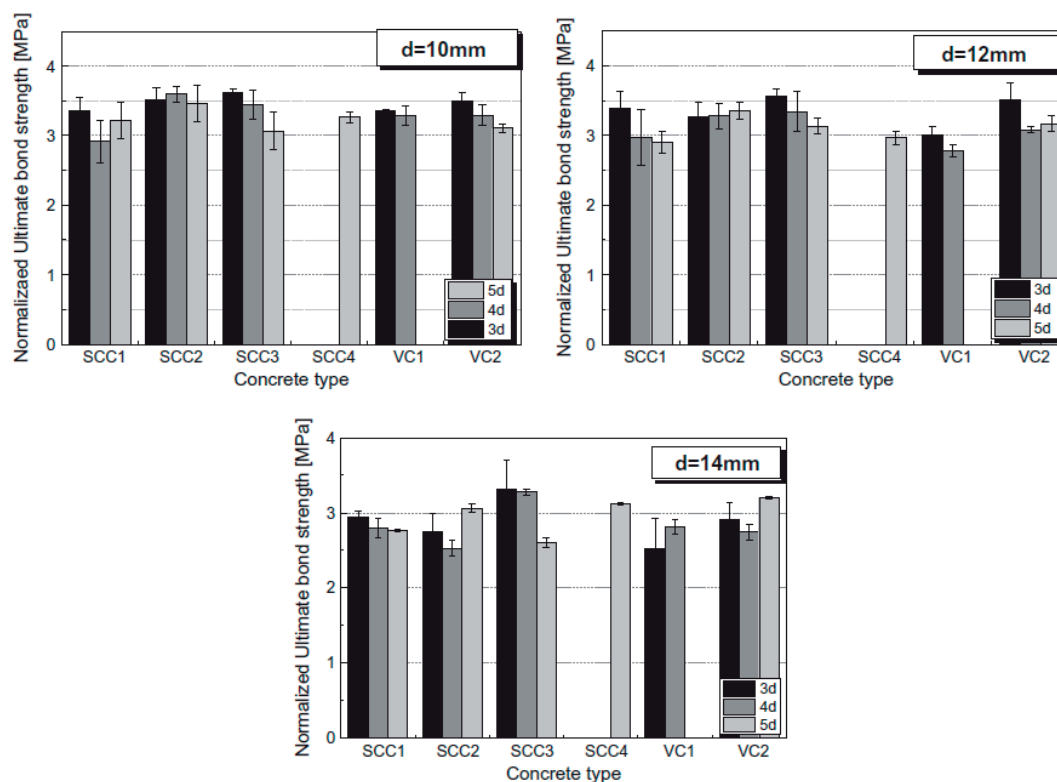 d=10mm
Normalizaed Ultimate bond strength [MPa]
4
3
2
1
0
5d
4d
3d
SCC1 SCC2 SCC3 SCC4 VC1 VC2
Concrete type
d=12mm
Normalized Ultimate bond strength [MPa]
4
3
2
1
0
3d
4d
5d
SCC1 SCC2 SCC3 SCC4 VC1 VC2
Concrete type
d=14mm
Normalized Ultimate bond strength [MPa]
4
3
2
1
0
3d
4d
5d
SCC1 SCC2 SCC3 SCC4 VC1 VC2
Concrete type